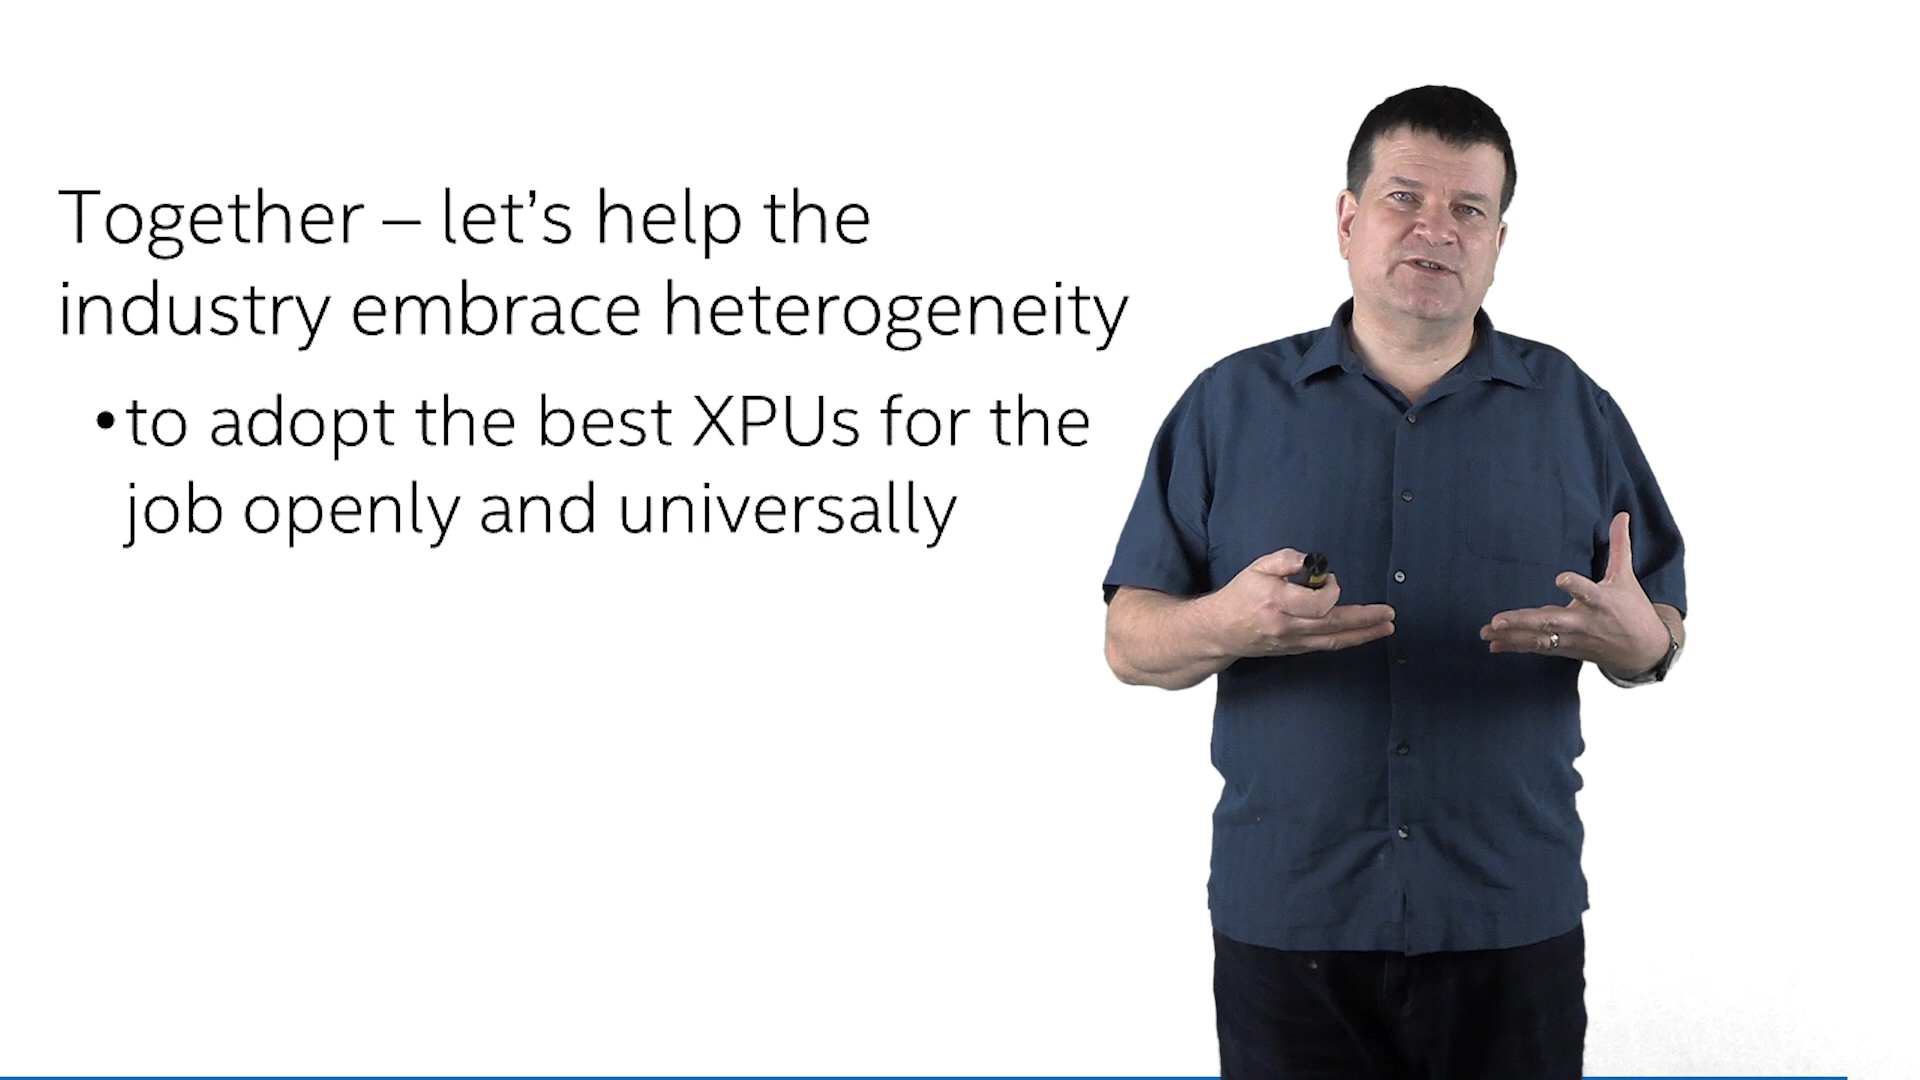 Together – let’s help the
industry embrace heterogeneity
•to adopt the best XPUs for the
job openly and universally